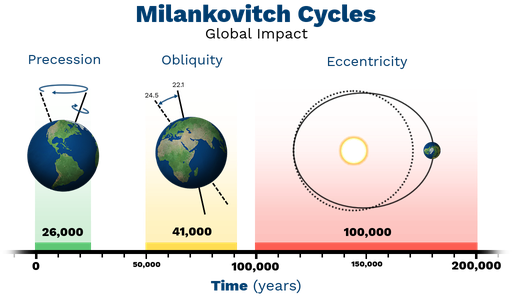 Milankovitch Cycles
Global Impact
Precession
Obliquity
Eccentricity
22.1
24.5
26,000
41,000
100,000
0
50,000
100,000
150,000
200,000
Time (years)